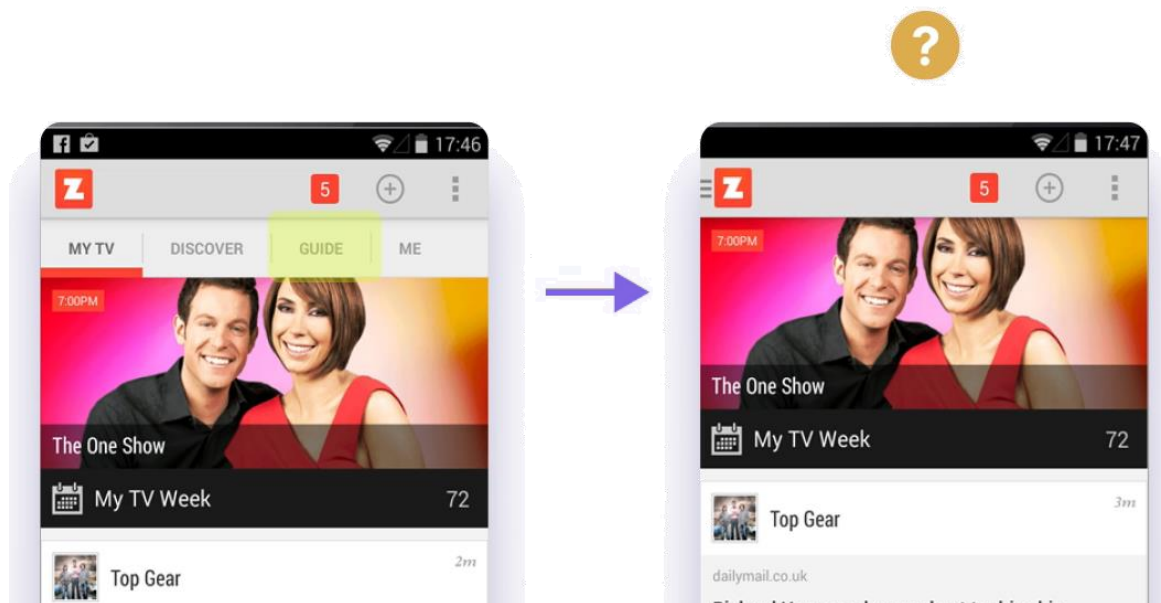 ?
17:46
Z
5
MY TV
DISCOVER
GUIDE
ME
7:00PM
The One Show
My TV Week
72
Top Gear
2m
17:47
Z
5
7:00PM
The One Show
My TV Week
72
Top Gear
3m
dailymail.co.uk